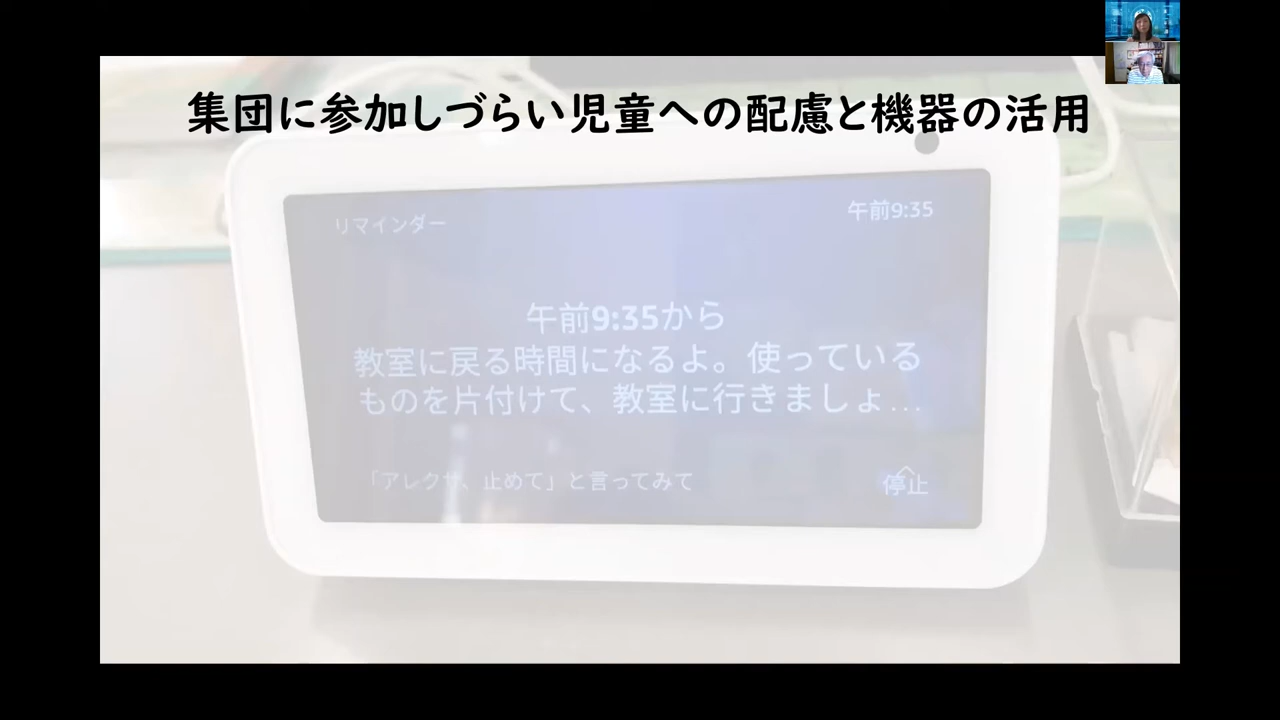 集団に参加しづらい児童への配慮と機器の活用
リマインダー
午前9:35
午前9:35から
教室に戻る時間になるよ。使っている
ものを片付けて、教室に行きましょ...
「アレクサ、止めて」と言ってみて
停止